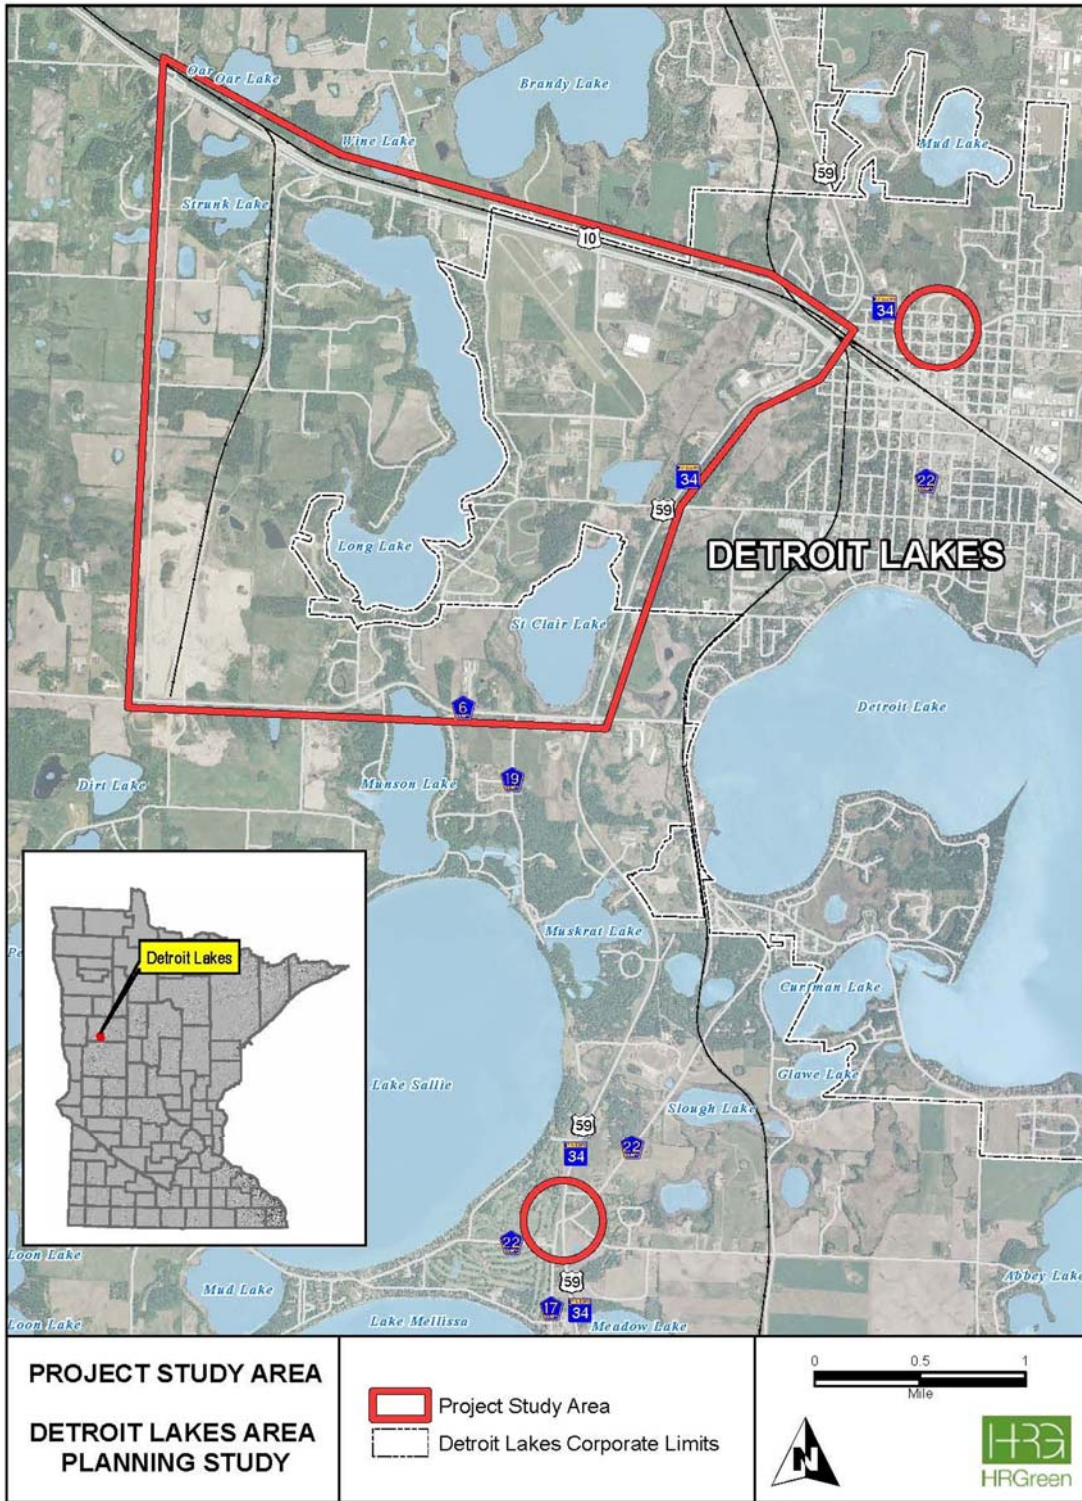 Oar
Oar Lake
Brandy Lake
Wine Lake
Mud Lake
59
Strunk Lake
10
34
34
22
59
Long Lake
DETROIT LAKES
St Clair Lake
6
Detroit Lake
19
Dirt Lake
Munson Lake
Muskrat Lake
Pe
Detroit Lakes
Curfman Lake
Glawe Lake
Lake Sallie
Slough Lake
59
34
22
22
Loon Lake
Mud Lake
59
Abbey Lake
17
34
Loon Lake
Lake Mellissa
Meadow Lake
PROJECT STUDY AREA
DETROIT LAKES AREA
PLANNING STUDY
Project Study Area
Detroit Lakes Corporate Limits
0 0.5 1
Mile
N
HRG
HRGreen